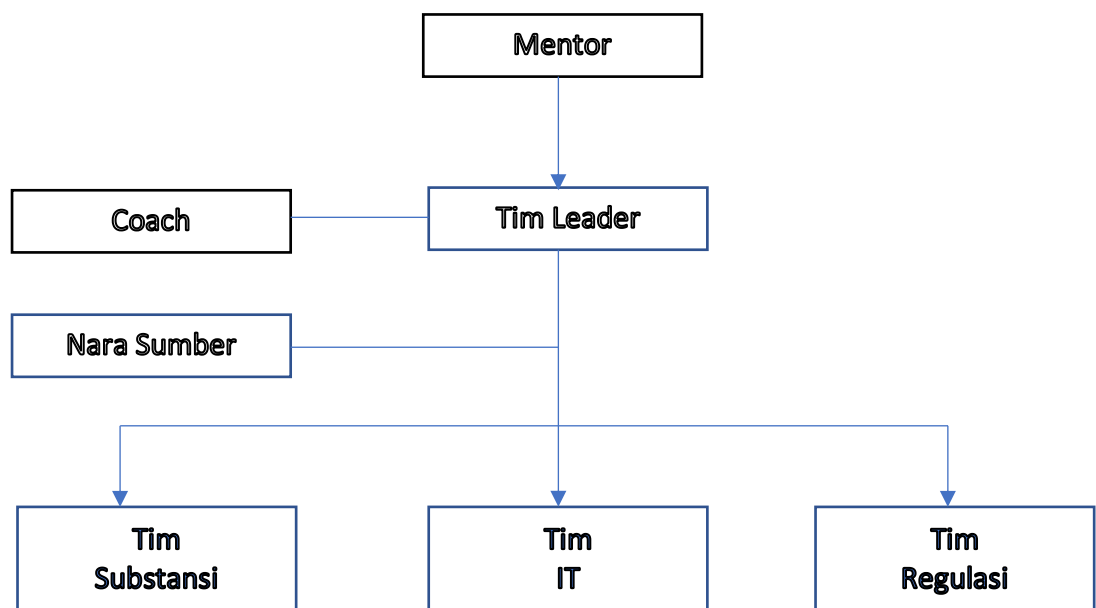 Mentor
Coach
Tim Leader
Nara Sumber
Tim
Substansi
Tim
IT
Tim
Regulasi